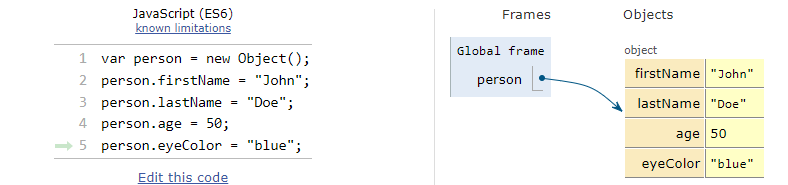 JavaScript (ES6)
known limitations
1 var person = new Object();
2 person.firstName = "John";
3 person.lastName = "Doe";
4 person.age = 50;
5 person.eyeColor = "blue";
Edit this code
Frames
Objects
Global frame
person
object
firstName "John"
lastName "Doe"
age 50
eyeColor "blue"